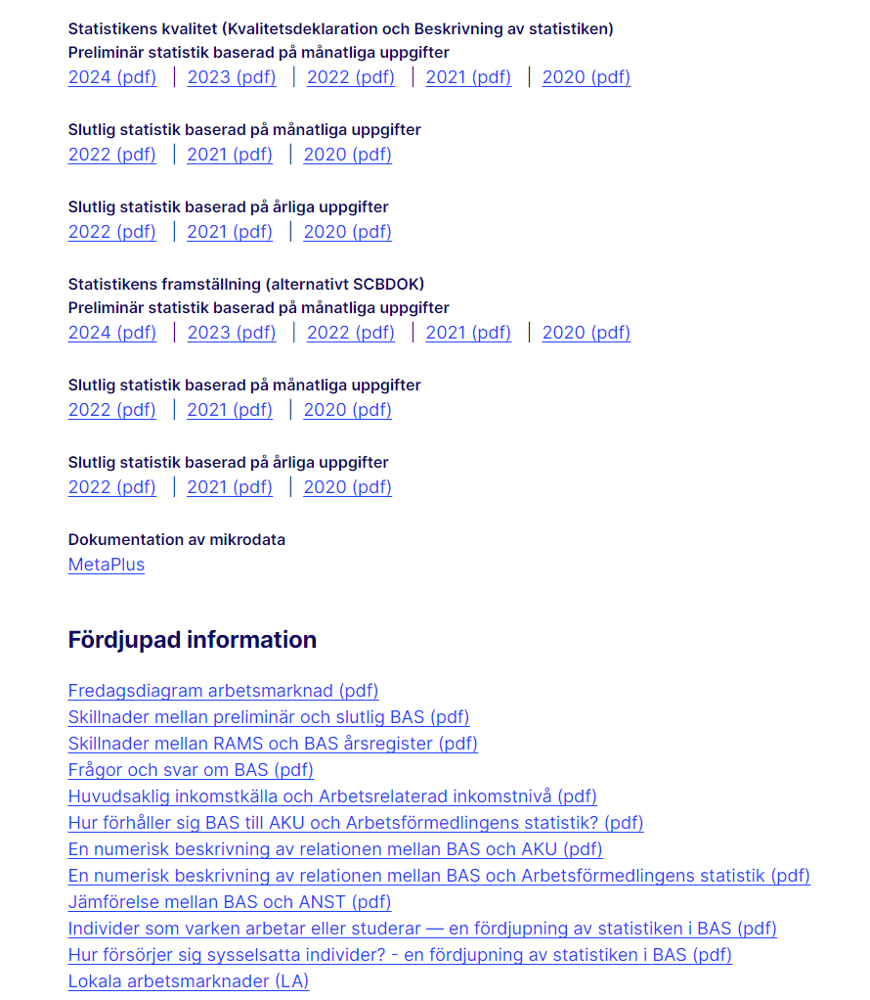 Statistikens kvalitet (Kvalitetsdeklaration och Beskrivning av statistiken)
Preliminär statistik baserad på månatliga uppgifter
2024 (pdf) | 2023 (pdf) | 2022 (pdf) | 2021 (pdf) | 2020 (pdf)
Slutlig statistik baserad på månatliga uppgifter
2022 (pdf) | 2021 (pdf) | 2020 (pdf)
Slutlig statistik baserad på årliga uppgifter
2022 (pdf) | 2021 (pdf) | 2020 (pdf)
Statistikens framställning (alternativt SCBDOK)
Preliminär statistik baserad på månatliga uppgifter
2024 (pdf) | 2023 (pdf) | 2022 (pdf) | 2021 (pdf) | 2020 (pdf)
Slutlig statistik baserad på månatliga uppgifter
2022 (pdf) | 2021 (pdf) | 2020 (pdf)
Slutlig statistik baserad på årliga uppgifter
2022 (pdf) | 2021 (pdf) | 2020 (pdf)
Dokumentation av mikrodata
MetaPlus
Fördjupad information
Fredagsdiagram arbetsmarknad (pdf)
Skillnader mellan preliminär och slutlig BAS (pdf)
Skillnader mellan RAMS och BAS årsregister (pdf)
Frågor och svar om BAS (pdf)
Huvudsaklig inkomstkälla och Arbetsrelaterad inkomstnivå (pdf)
Hur förhåller sig BAS till AKU och Arbetsförmedlingens statistik? (pdf)
En numerisk beskrivning av relationen mellan BAS och AKU (pdf)
En numerisk beskrivning av relationen mellan BAS och Arbetsförmedlingens statistik (pdf)
Jämförelse mellan BAS och ANST (pdf)
Individer som varken arbetar eller studerar — en fördjupning av statistiken i BAS (pdf)
Hur försörjer sig sysselsatta individer? - en fördjupning av statistiken i BAS (pdf)
Lokala arbetsmarknader (LA)